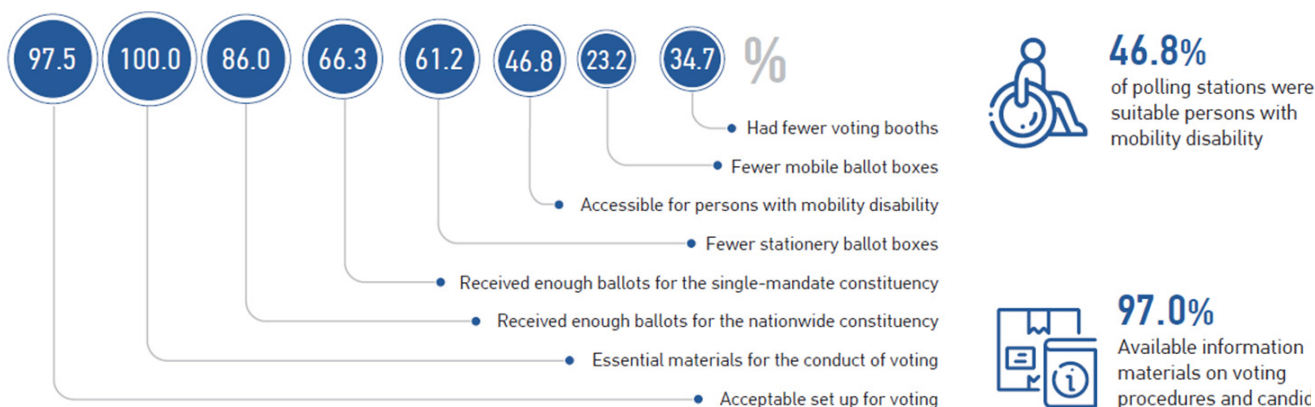 97.5 100.0 86.0 66.3 61.2 46.8 23.2 34.7 %
Had fewer voting booths
Fewer mobile ballot boxes
Accessible for persons with mobility disability
Fewer stationery ballot boxes
Received enough ballots for the single-mandate constituency
Received enough ballots for the nationwide constituency
Essential materials for the conduct of voting
Acceptable set up for voting
46.8%
of polling stations were
suitable persons with
mobility disability
97.0%
Available information
materials on voting
procedures and